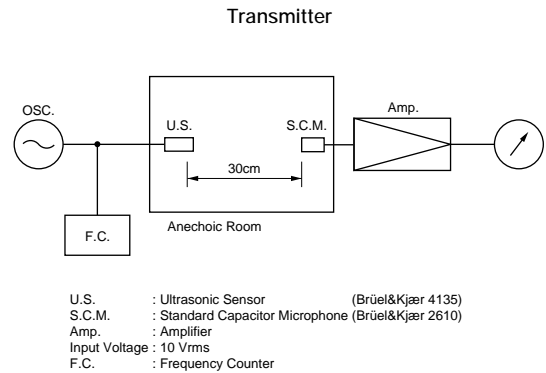 Transmitter
OSC.
U.S.
S.C.M.
Amp.
30cm
F.C.
Anechoic Room
U.S. : Ultrasonic Sensor (Brüel&Kjær 4135)
S.C.M. : Standard Capacitor Microphone (Brüel&Kjær 2610)
Amp. : Amplifier
Input Voltage : 10 Vrms
F.C. : Frequency Counter